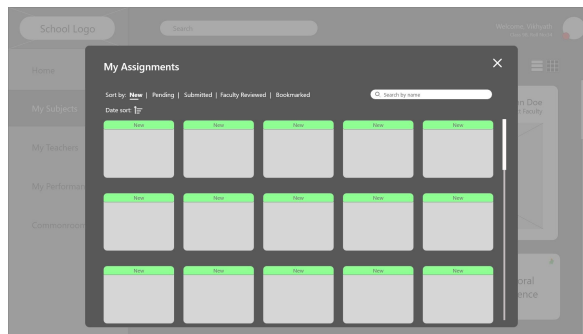 School Logo
Search
Welcome, Vikhyath
Home
My Subjects
My Teachers
My Performance
Commonroom
My Assignments
Sort by: New | Pending | Submitted | Faculty Reviewed | Bookmarked
Search by name
Date sort:
New New New New New
New New New New New
New New New New New
n Doe
Faculty
oral
ence